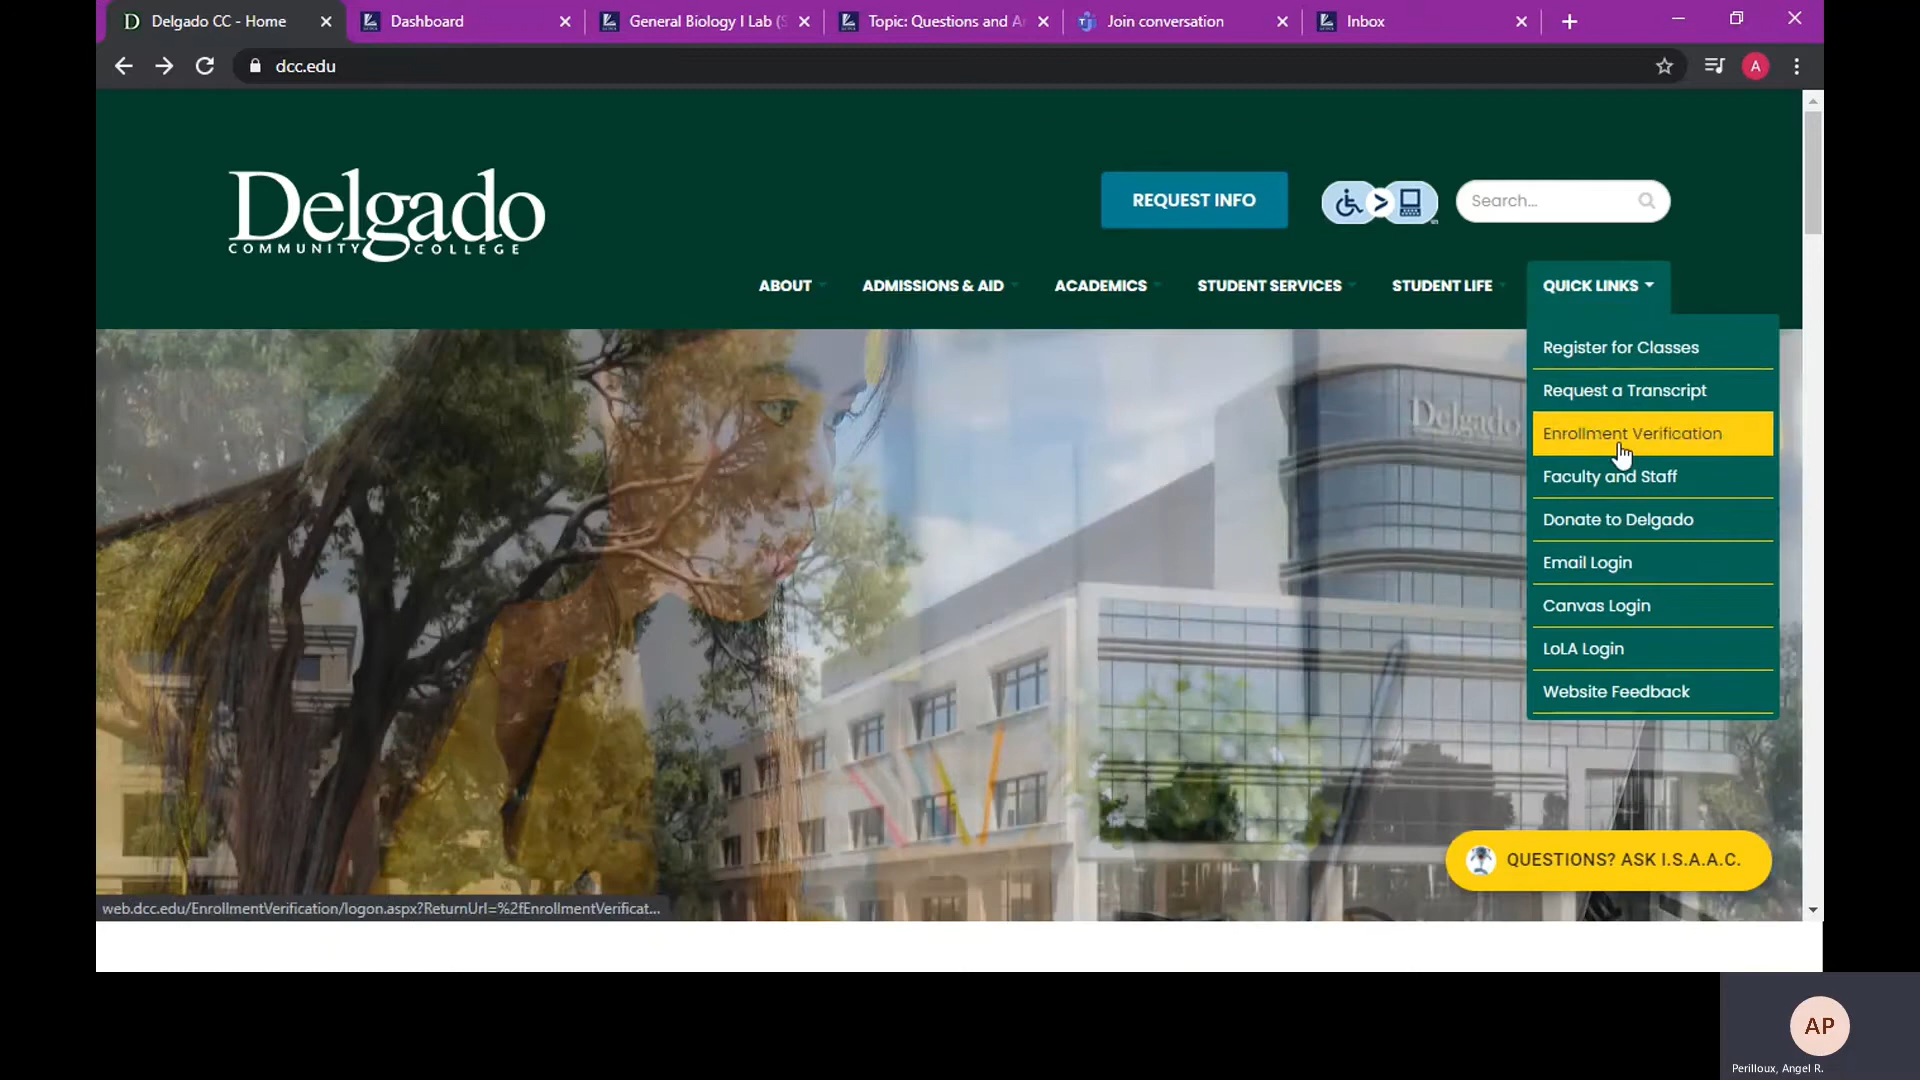 Delgado CC - Home
Dashboard
General Biology I Lab (S
Topic: Questions and A
Join conversation
Inbox
dcc.edu
A
Delgado
COMMUNITY COLLEGE
REQUEST INFO
Search...
ABOUT
ADMISSIONS & AID
ACADEMICS
STUDENT SERVICES
STUDENT LIFE
QUICK LINKS
Register for Classes
Request a Transcript
Enrollment Verification
Faculty and Staff
Donate to Delgado
Email Login
Canvas Login
LoLA Login
Website Feedback
Delgado
QUESTIONS? ASK I.S.A.A.C.
web.dcc.edu/EnrollmentVerification/logon.aspx?ReturnUrl=%2fEnrollmentVerificat...
AP
Perilloux, Angel R.